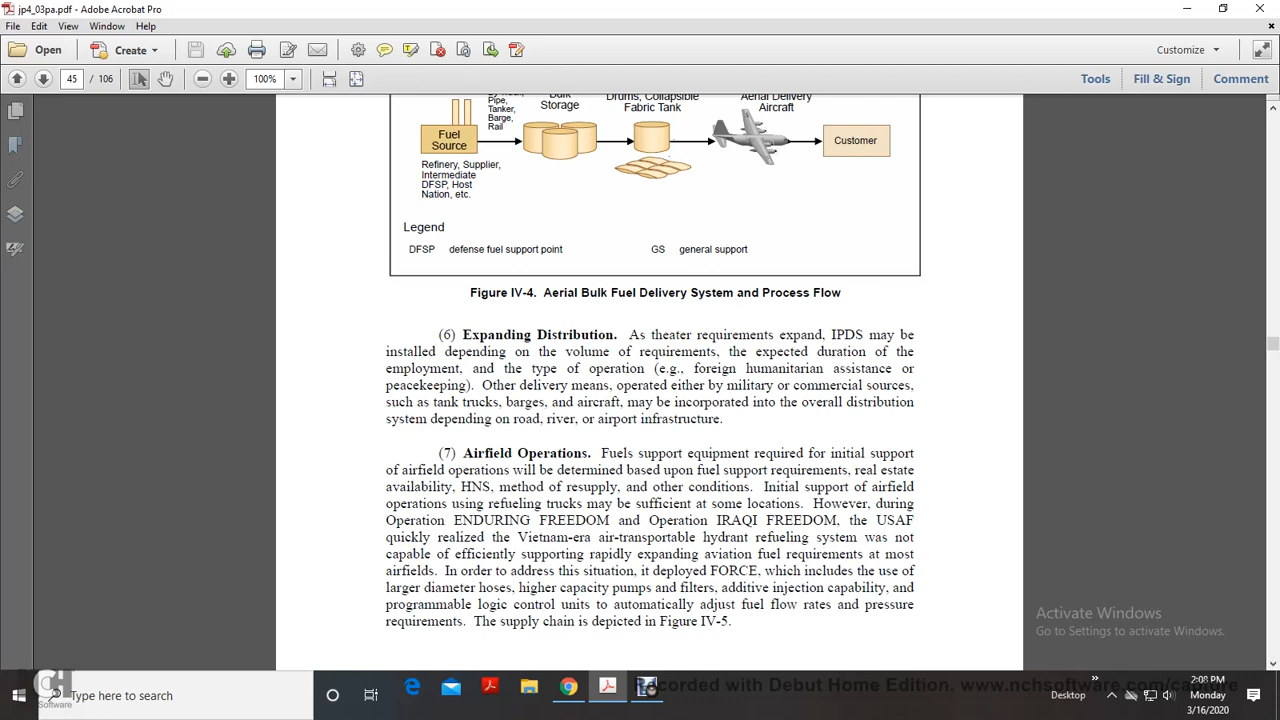 jp4_03pa.pdf - Adobe Acrobat Pro
File Edit View Window Help
Open Create Customize
45 / 106 100% Tools Fill & Sign Comment
Pipe,
Tanker,
Barge,
Rail
Bulk
Storage
Drums, Collapsible
Fabric Tank
Aerial Delivery
Aircraft
Fuel
Source
Customer
Refinery, Supplier,
Intermediate
DFSP, Host
Nation, etc.
Legend
DFSP defense fuel support point GS general support
Figure IV-4. Aerial Bulk Fuel Delivery System and Process Flow
(6) Expanding Distribution. As theater requirements expand, IPDS may be
installed depending on the volume of requirements, the expected duration of the
employment, and the type of operation (e.g., foreign humanitarian assistance or
peacekeeping). Other delivery means, operated either by military or commercial sources,
such as tank trucks, barges, and aircraft, may be incorporated into the overall distribution
system depending on road, river, or airport infrastructure.
(7) Airfield Operations. Fuels support equipment required for initial support
of airfield operations will be determined based upon fuel support requirements, real estate
availability, HNS, method of resupply, and other conditions. Initial support of airfield
operations using refueling trucks may be sufficient at some locations. However, during
Operation ENDURING FREEDOM and Operation IRAQI FREEDOM, the USAF
quickly realized the Vietnam-era air-transportable hydrant refueling system was not
capable of efficiently supporting rapidly expanding aviation fuel requirements at most
airfields. In order to address this situation, it deployed FORCE, which includes the use of
larger diameter hoses, higher capacity pumps and filters, additive injection capability, and
programmable logic control units to automatically adjust fuel flow rates and pressure
requirements. The supply chain is depicted in Figure IV-5.
Activate Windows
Go to Settings to activate Windows.
NCH
Software
Type here to search
Recorded with Debut Home Edition. www.nchsoftware.com/capture
Desktop
2:08 PM
Monday
3/16/2020